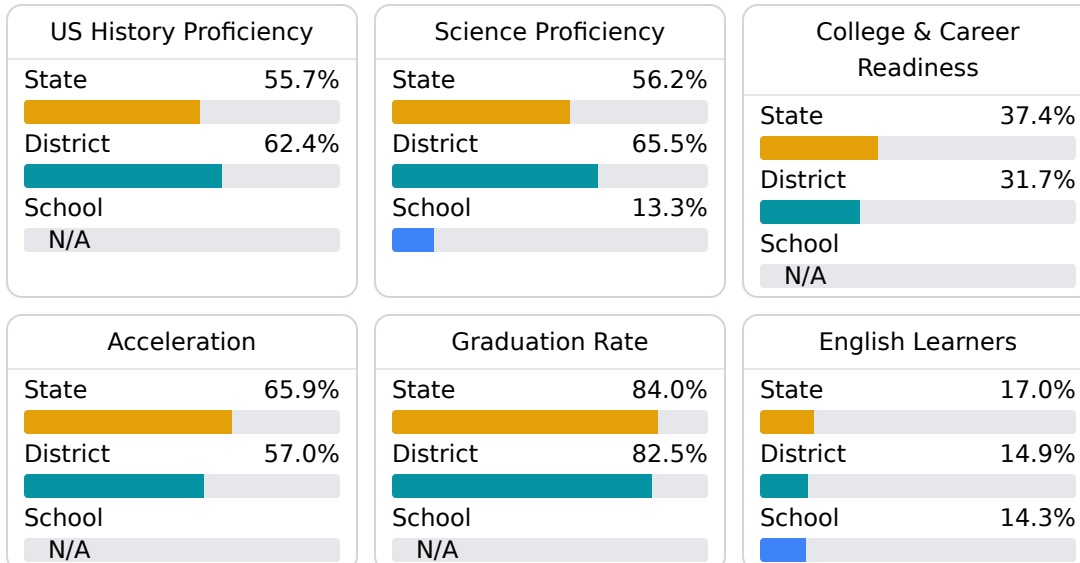 US History Proficiency
State 55.7%
District 62.4%
School
N/A
Science Proficiency
State 56.2%
District 65.5%
School 13.3%
College & Career
Readiness
State 37.4%
District 31.7%
School
N/A
Acceleration
State 65.9%
District 57.0%
School
N/A
Graduation Rate
State 84.0%
District 82.5%
School
N/A
English Learners
State 17.0%
District 14.9%
School 14.3%